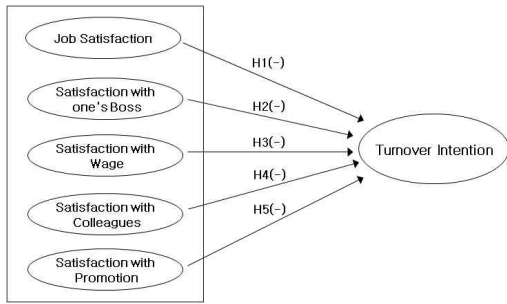 Job Satisfaction
H1(-)
Satisfaction with
one's Boss
H2(-)
Satisfaction with
Wage
H3(-)
Turnover Intention
H4(-)
Satisfaction with
Colleagues
H5(-)
Satisfaction with
Promotion